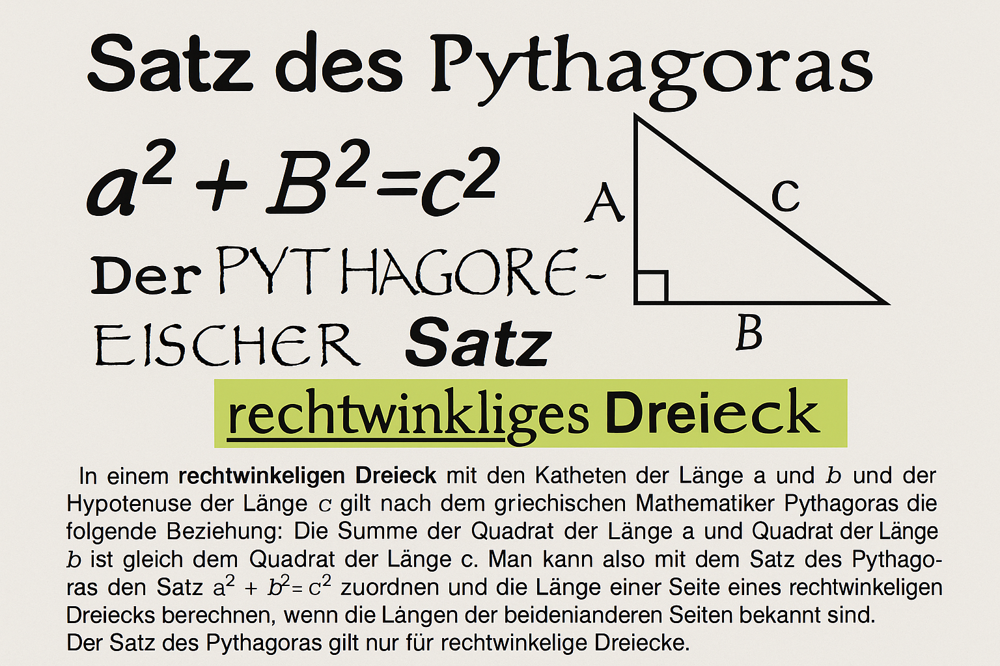 Satz des Pythagoras
a² + B²=c²
A
C
Der PYTHAGORE-
EISCHER Satz
B
rechtwinkliges Dreieck
In einem rechtwinkeligen Dreieck mit den Katheten der Länge a und b und der
Hypotenuse der Länge c gilt nach dem griechischen Mathematiker Pythagoras die
folgende Beziehung: Die Summe der Quadrat der Länge a und Quadrat der Länge
b ist gleich dem Quadrat der Länge c. Man kann also mit dem Satz des Pythago-
ras den Satz a² + b²= c² zuordnen und die Länge einer Seite eines rechtwinkeligen
Dreiecks berechnen, wenn die Längen der beidenianderen Seiten bekannt sind.
Der Satz des Pythagoras gilt nur für rechtwinkelige Dreiecke.